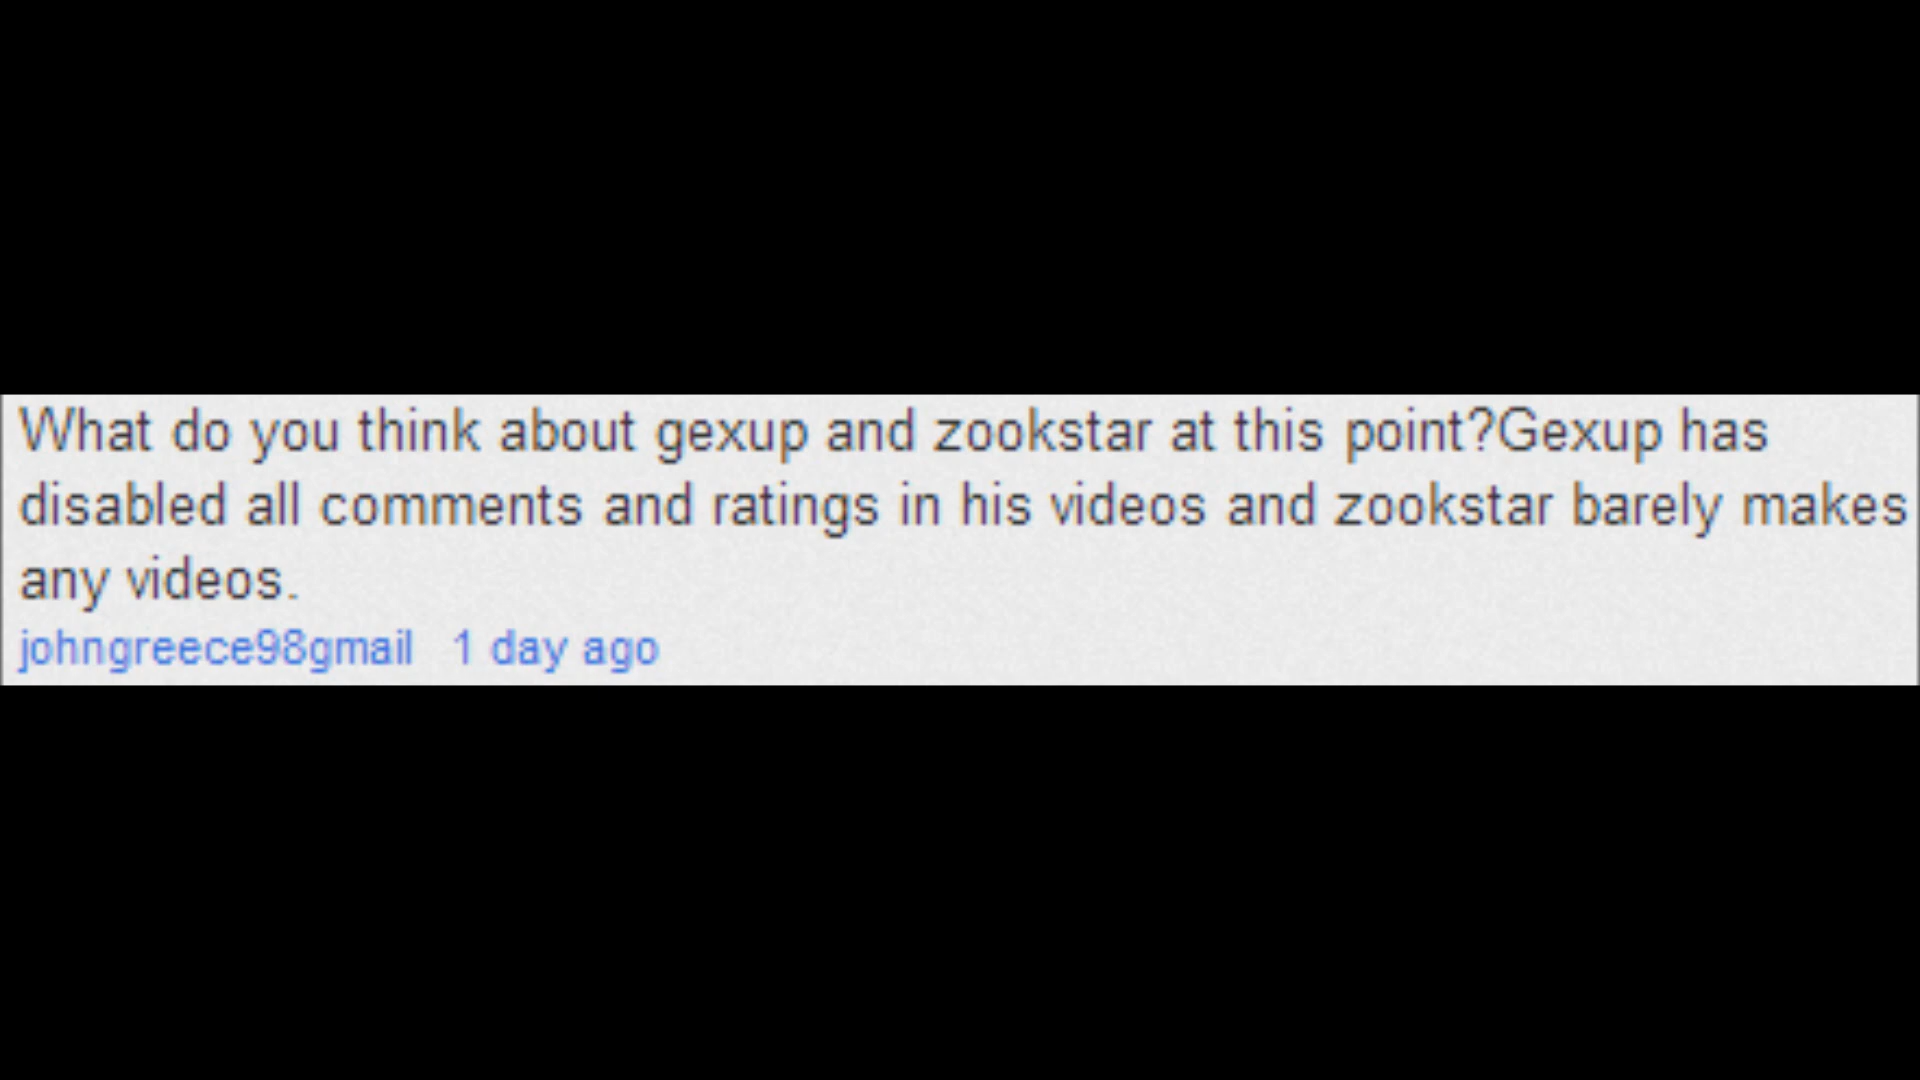 What do you think about gexup and zookstar at this point?Gexup has
disabled all comments and ratings in his videos and zookstar barely makes
any videos.
johngreece98gmail 1 day ago